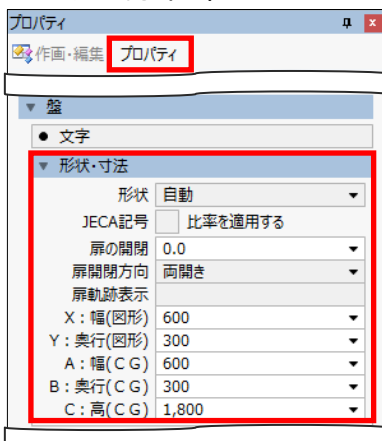 プロパティ
作画・編集 プロパティ
▼ 盤
● 文字
▼ 形状・寸法
形状 自動
JECA記号 比率を適用する
扉の開閉 0.0
扉開閉方向 両開き
扉軌跡表示
X：幅(図形) 600
Y：奥行(図形) 300
A：幅(ＣＧ) 600
B：奥行(ＣＧ) 300
C：高(ＣＧ) 1,800